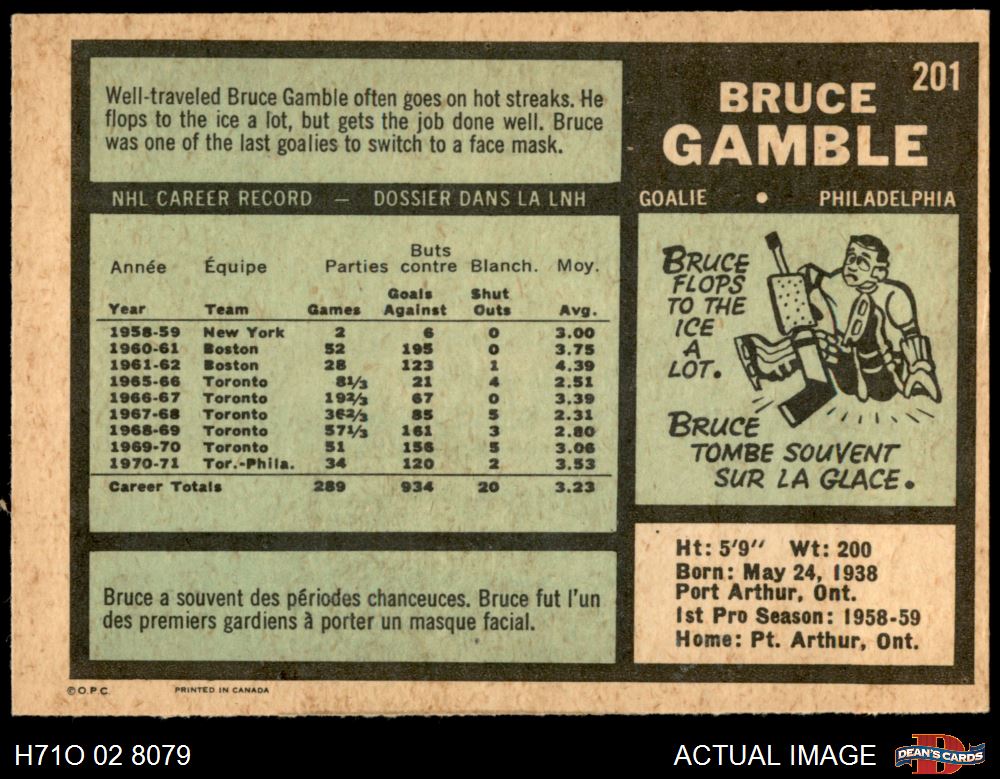 201
BRUCE
GAMBLE
GOALIE • PHILADELPHIA
Well-traveled Bruce Gamble often goes on hot streaks. He
flops to the ice a lot, but gets the job done well. Bruce
was one of the last goalies to switch to a face mask.
NHL CAREER RECORD — DOSSIER DANS LA LNH
Buts
Année Équipe Parties contre Blanch. Moy.
Goals Shut
Year Team Games Against Outs Avg.
1958-59 New York 2 6 0 3.00
1960-61 Boston 52 195 0 3.75
1961-62 Boston 28 123 1 4.39
1965-66 Toronto 81/3 21 4 2.51
1966-67 Toronto 192/3 67 0 3.39
1967-68 Toronto 362/3 85 5 2.31
1968-69 Toronto 571/3 161 3 2.80
1969-70 Toronto 51 156 5 3.06
1970-71 Tor.-Phila. 34 120 2 3.53
Career Totals 289 934 20 3.23
Bruce a souvent des périodes chanceuces. Bruce fut l'un
des premiers gardiens à porter un masque facial.
BRUCE
FLOPS
TO THE
ICE
A
LOT.
BRUCE
TOMBE SOUVENT
SUR LA GLACE.
Ht: 5'9" Wt: 200
Born: May 24, 1938
Port Arthur, Ont.
1st Pro Season: 1958-59
Home: Pt. Arthur, Ont.
© O.P.C. PRINTED IN CANADA
H71O 02 8079 ACTUAL IMAGE DEAN'S CARDS